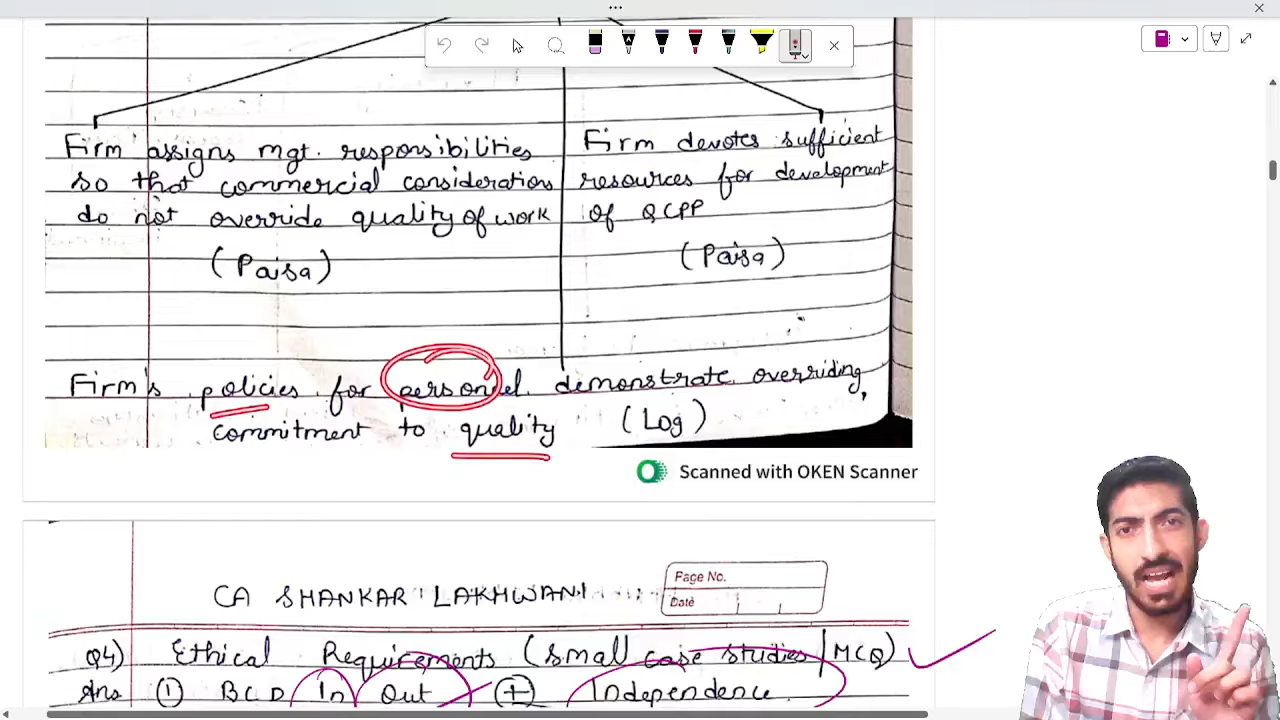 Firm assigns mgt. responsibilities
so that commercial consideration
do not override quality of work
(Paisa)
Firm devotes sufficient
resources for development
of QCPP
(Paisa)
Firm's policies for personnel demonstrate overriding
commitment to quality (Log)
Scanned with OKEN Scanner
CA SHANKAR LAKHWANI
Page No.
Date
Q4) Ethical Requirements (small case studies / MCQ)
Ans ① BCD In Out + Independence